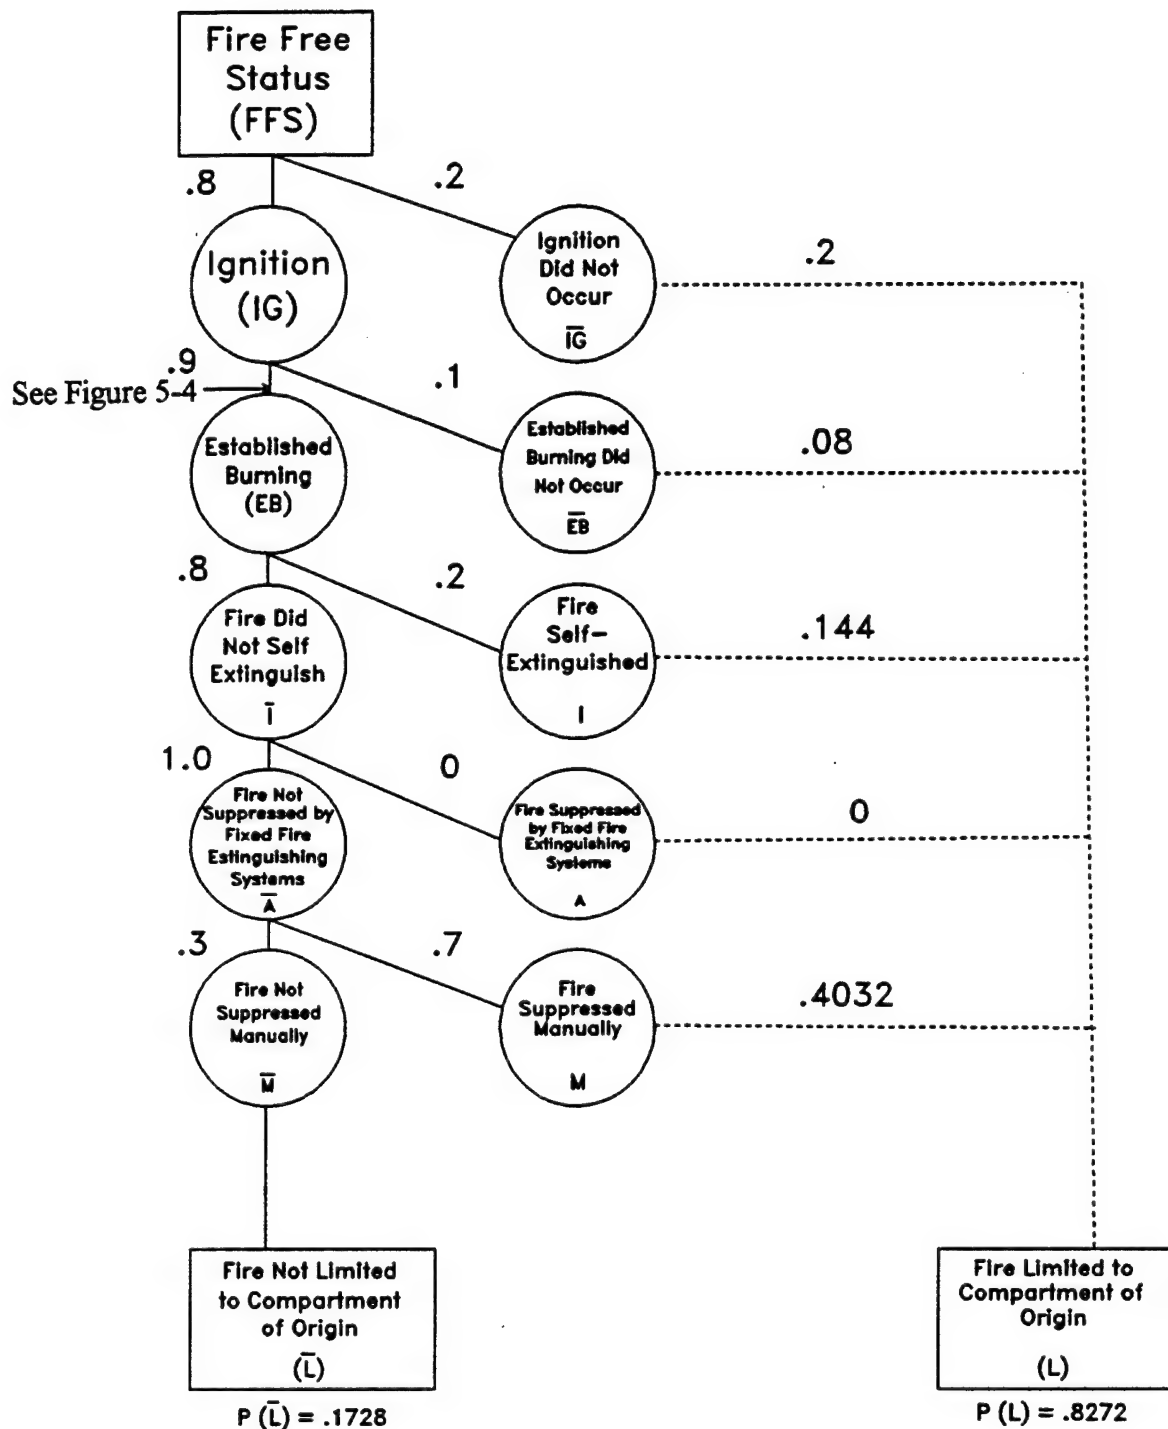 Fire Free
Status
(FFS)
.8
.2
Ignition
(IG)
Ignition
Did Not
Occur
I̅G̅
.2
.9
.1
See Figure 5-4
Established
Burning
(EB)
Established
Burning Did
Not Occur
E̅B̅
.08
.8
.2
Fire Did
Not Self
Extinguish
I̅
Fire
Self-
Extinguished
I
.144
1.0
0
Fire Not
Suppressed by
Fixed Fire
Estinguishing
Systems
A̅
Fire Suppressed
by Fixed Fire
Extinguishing
Systems
A
0
.3
.7
Fire Not
Suppressed
Manually
M̅
Fire
Suppressed
Manually
M
.4032
Fire Not Limited
to Compartment
of Origin
(L̅)
P (L̅) = .1728
Fire Limited to
Compartment of
Origin
(L)
P (L) = .8272